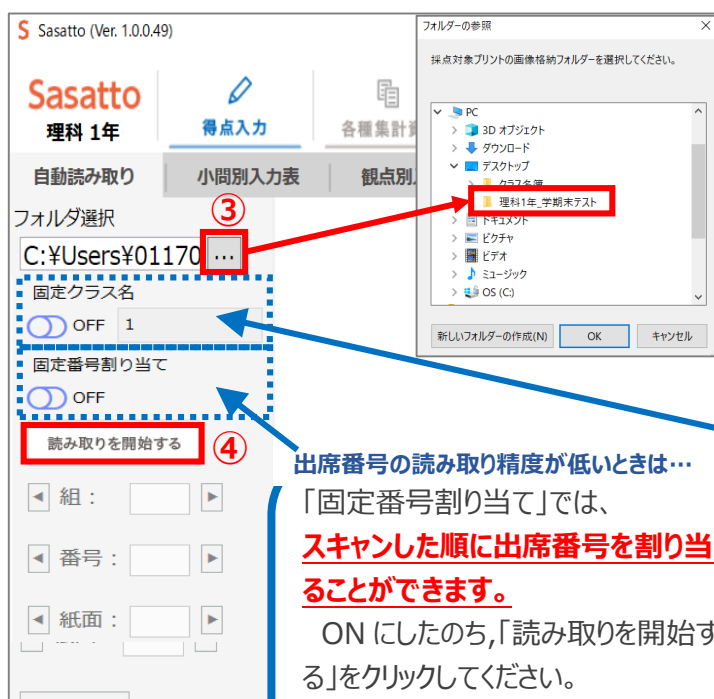 S Sasatto (Ver. 1.0.0.49)
Sasatto
理科 1年
得点入力
各種集計
自動読み取り
小問別入力表
観点別
フォルダ選択
③
C:¥Users¥01170
...
固定クラス名
OFF 1
固定番号割り当て
OFF
読み取りを開始する
④
組：
番号：
紙面：
フォルダーの参照
採点対象プリントの画像格納フォルダーを選択してください。
PC
3D オブジェクト
ダウンロード
デスクトップ
クラス名簿
理科1年_学期末テスト
ドキュメント
ピクチャ
ビデオ
ミュージック
OS (C:)
新しいフォルダーの作成(N)
OK
キャンセル
出席番号の読み取り精度が低いときは…
「固定番号割り当て」では、
スキャンした順に出席番号を割り当
ることができます。
ON にしたのち,「読み取りを開始す
る」をクリックしてください。